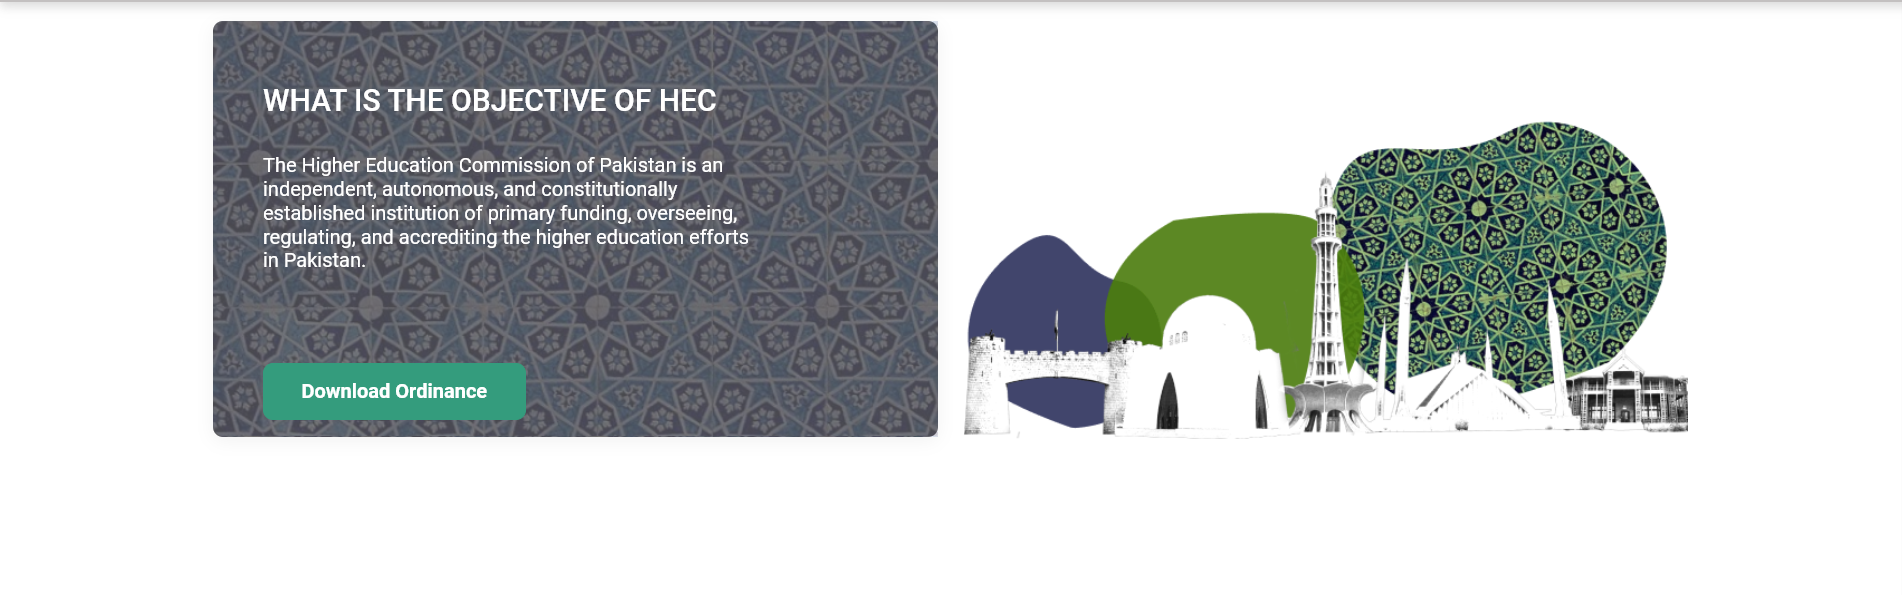 WHAT IS THE OBJECTIVE OF HEC
The Higher Education Commission of Pakistan is an
independent, autonomous, and constitutionally
established institution of primary funding, overseeing,
regulating, and accrediting the higher education efforts
in Pakistan.
Download Ordinance